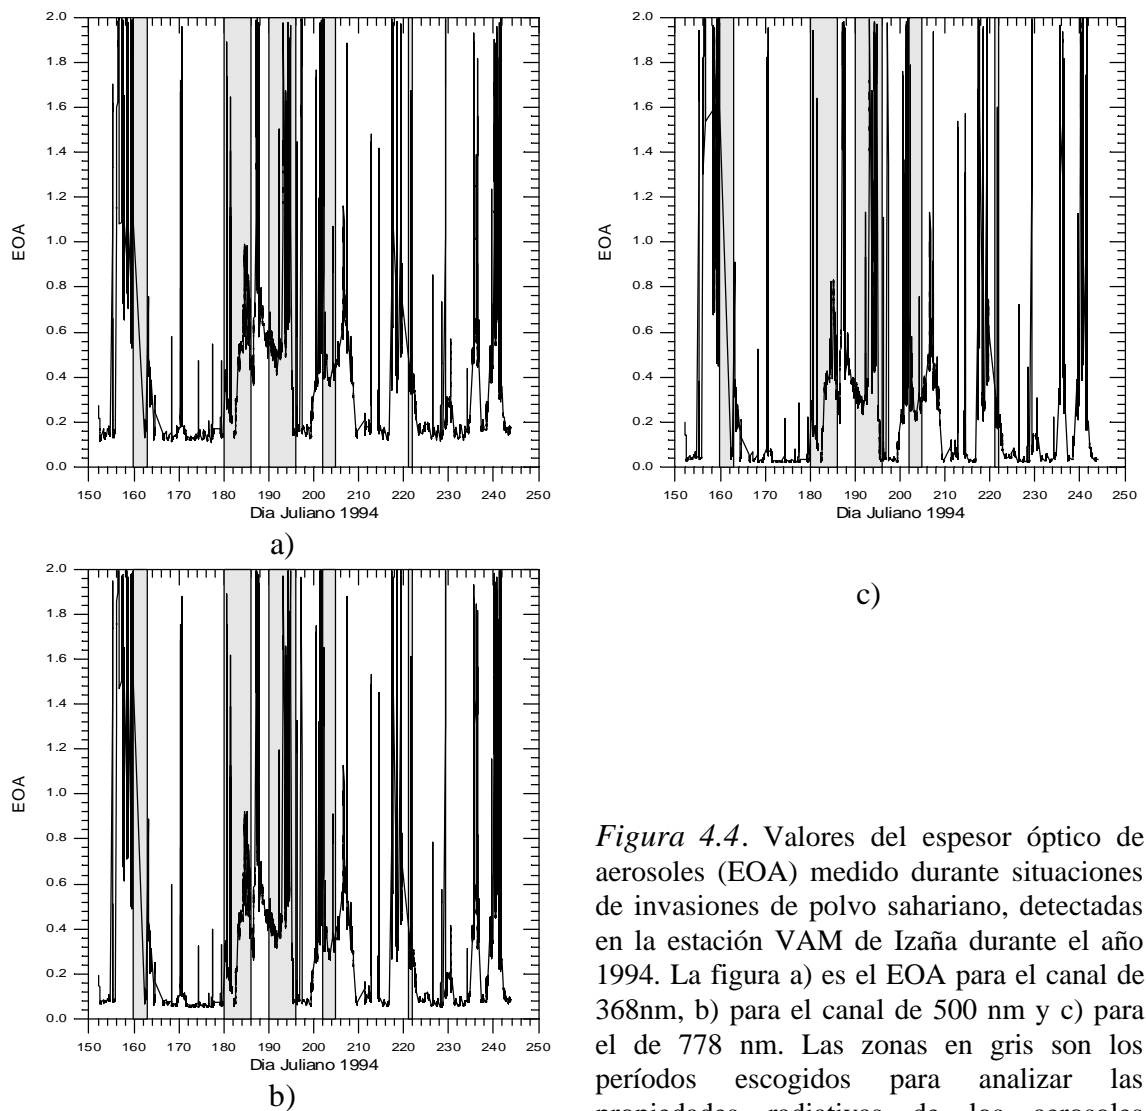 2.0
1.8
1.6
1.4
1.2
1.0
0.8
0.6
0.4
0.2
0.0
EOA
150 160 170 180 190 200 210 220 230 240 250
Dia Juliano 1994
a)
2.0
1.8
1.6
1.4
1.2
1.0
0.8
0.6
0.4
0.2
0.0
EOA
150 160 170 180 190 200 210 220 230 240 250
Dia Juliano 1994
c)
2.0
1.8
1.6
1.4
1.2
1.0
0.8
0.6
0.4
0.2
0.0
EOA
150 160 170 180 190 200 210 220 230 240 250
Dia Juliano 1994
b)
Figura 4.4. Valores del espesor óptico de
aerosoles (EOA) medido durante situaciones
de invasiones de polvo sahariano, detectadas
en la estación VAM de Izaña durante el año
1994. La figura a) es el EOA para el canal de
368nm, b) para el canal de 500 nm y c) para
el de 778 nm. Las zonas en gris son los
períodos escogidos para analizar las
propiedades radiativas de los aerosoles